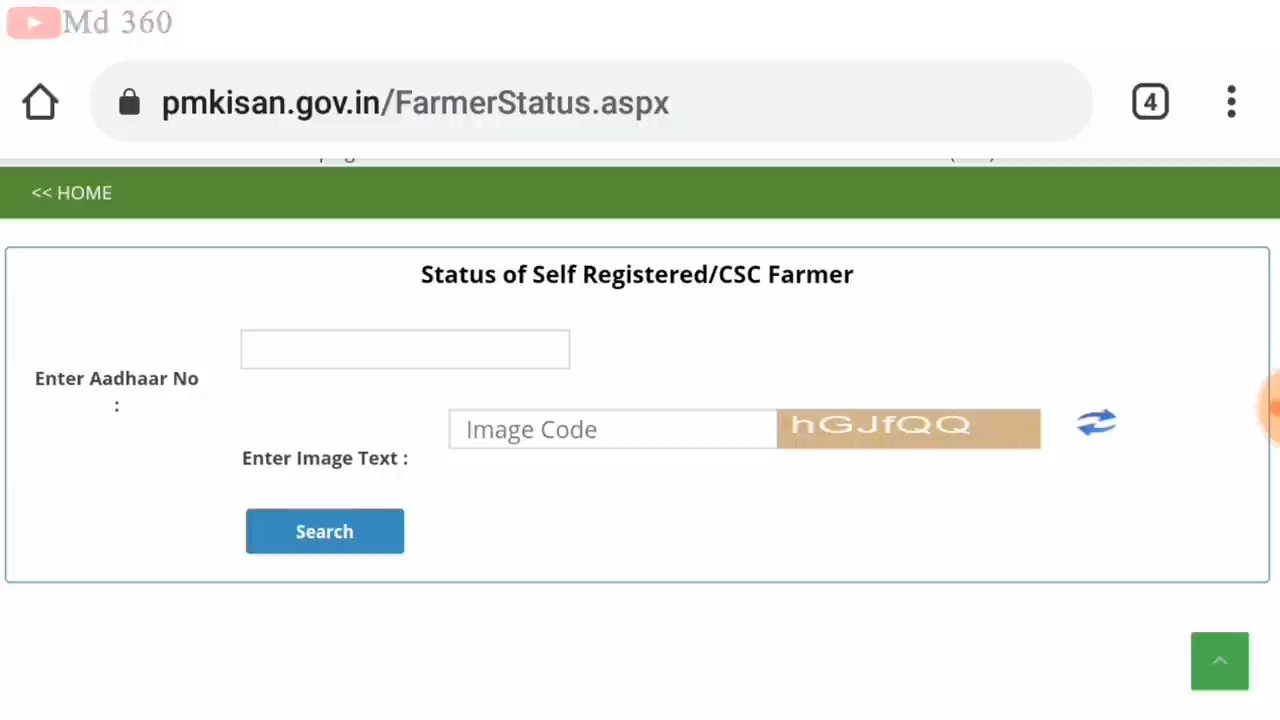 Md 360
pmkisan.gov.in/FarmerStatus.aspx
4
<< HOME
Status of Self Registered/CSC Farmer
Enter Aadhaar No
:
Image Code
hGJfQQ
Enter Image Text :
Search